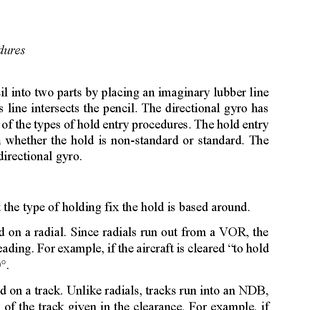 dures
il into two parts by placing an imaginary lubber line
s line intersects the pencil. The directional gyro has
of the types of hold entry procedures. The hold entry
whether the hold is non-standard or standard. The
directional gyro.
the type of holding fix the hold is based around.
d on a radial. Since radials run out from a VOR, the
eading. For example, if the aircraft is cleared “to hold
°.
d on a track. Unlike radials, tracks run into an NDB,
of the track given in the clearance. For example, if